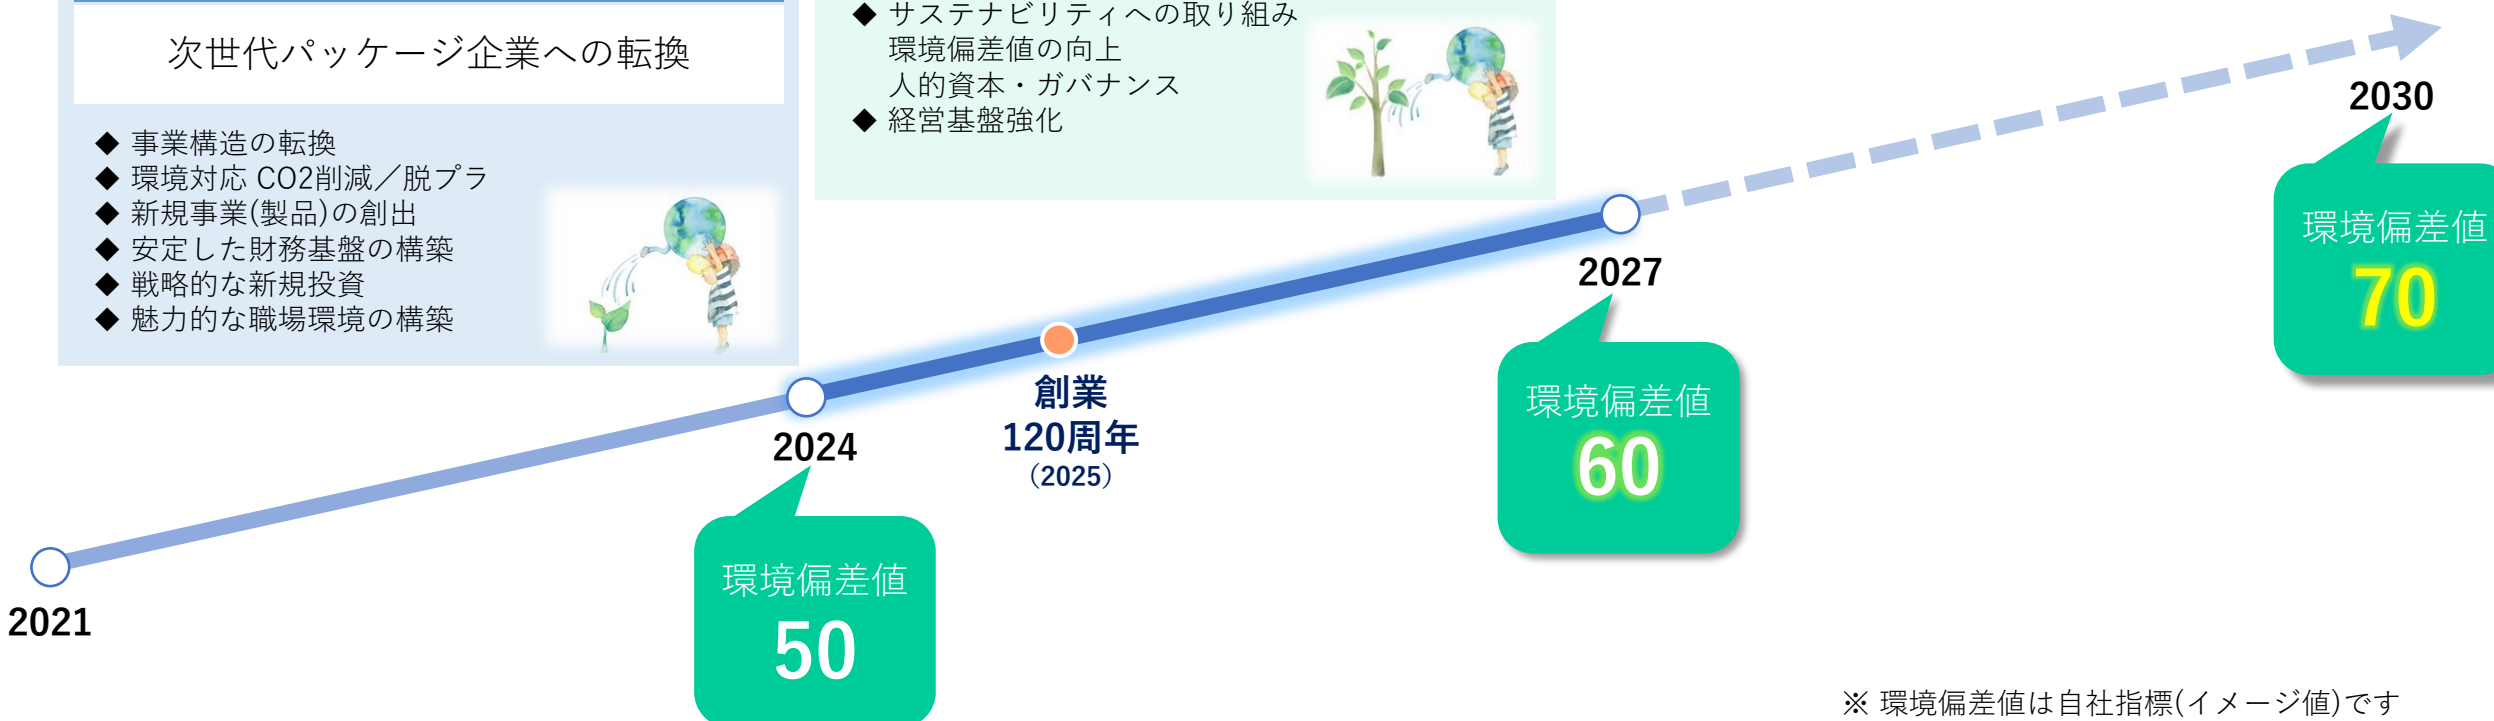 次世代パッケージ企業への転換
◆ 事業構造の転換
◆ 環境対応 CO2削減／脱プラ
◆ 新規事業(製品)の創出
◆ 安定した財務基盤の構築
◆ 戦略的な新規投資
◆ 魅力的な職場環境の構築
◆ サステナビリティへの取り組み
環境偏差値の向上
人的資本・ガバナンス
◆ 経営基盤強化
2021
2024
環境偏差値
50
創業
120周年
（2025）
2027
環境偏差値
60
2030
環境偏差値
70
※ 環境偏差値は自社指標(イメージ値)です